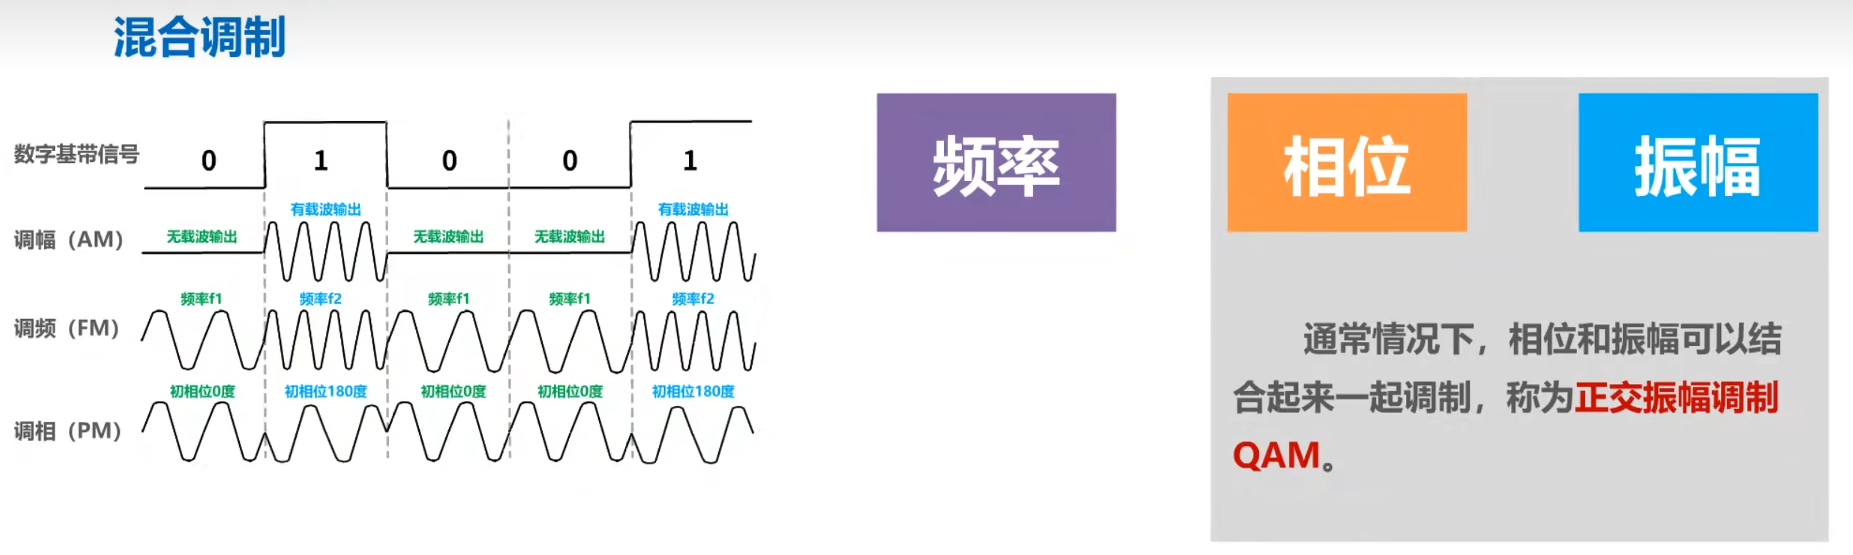 混合调制
数字基带信号
0 1 0 0 1
有载波输出 有载波输出
调幅（AM） 无载波输出 无载波输出 无载波输出
频率f1 频率f2 频率f1 频率f1 频率f2
调频（FM）
初相位0度 初相位180度 初相位0度 初相位0度 初相位180度
调相（PM）
频率
相位
振幅
通常情况下，相位和振幅可以结
合起来一起调制，称为正交振幅调制
QAM。